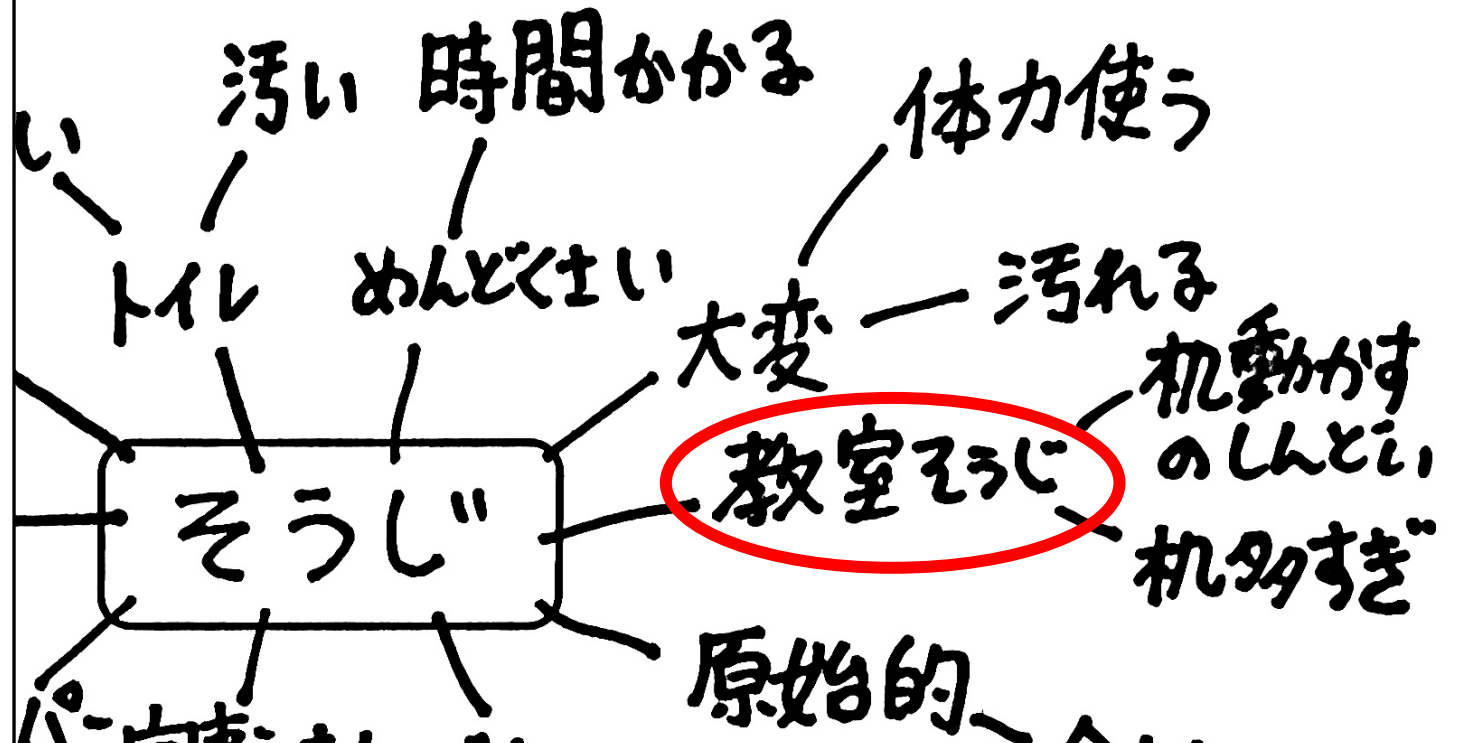 汚い
時間かかる
体力使う
い
トイレ
めんどくさい
大変
汚れる
机動かす
のしんどい
教室そうじ
そうじ
机多すぎ
原始的